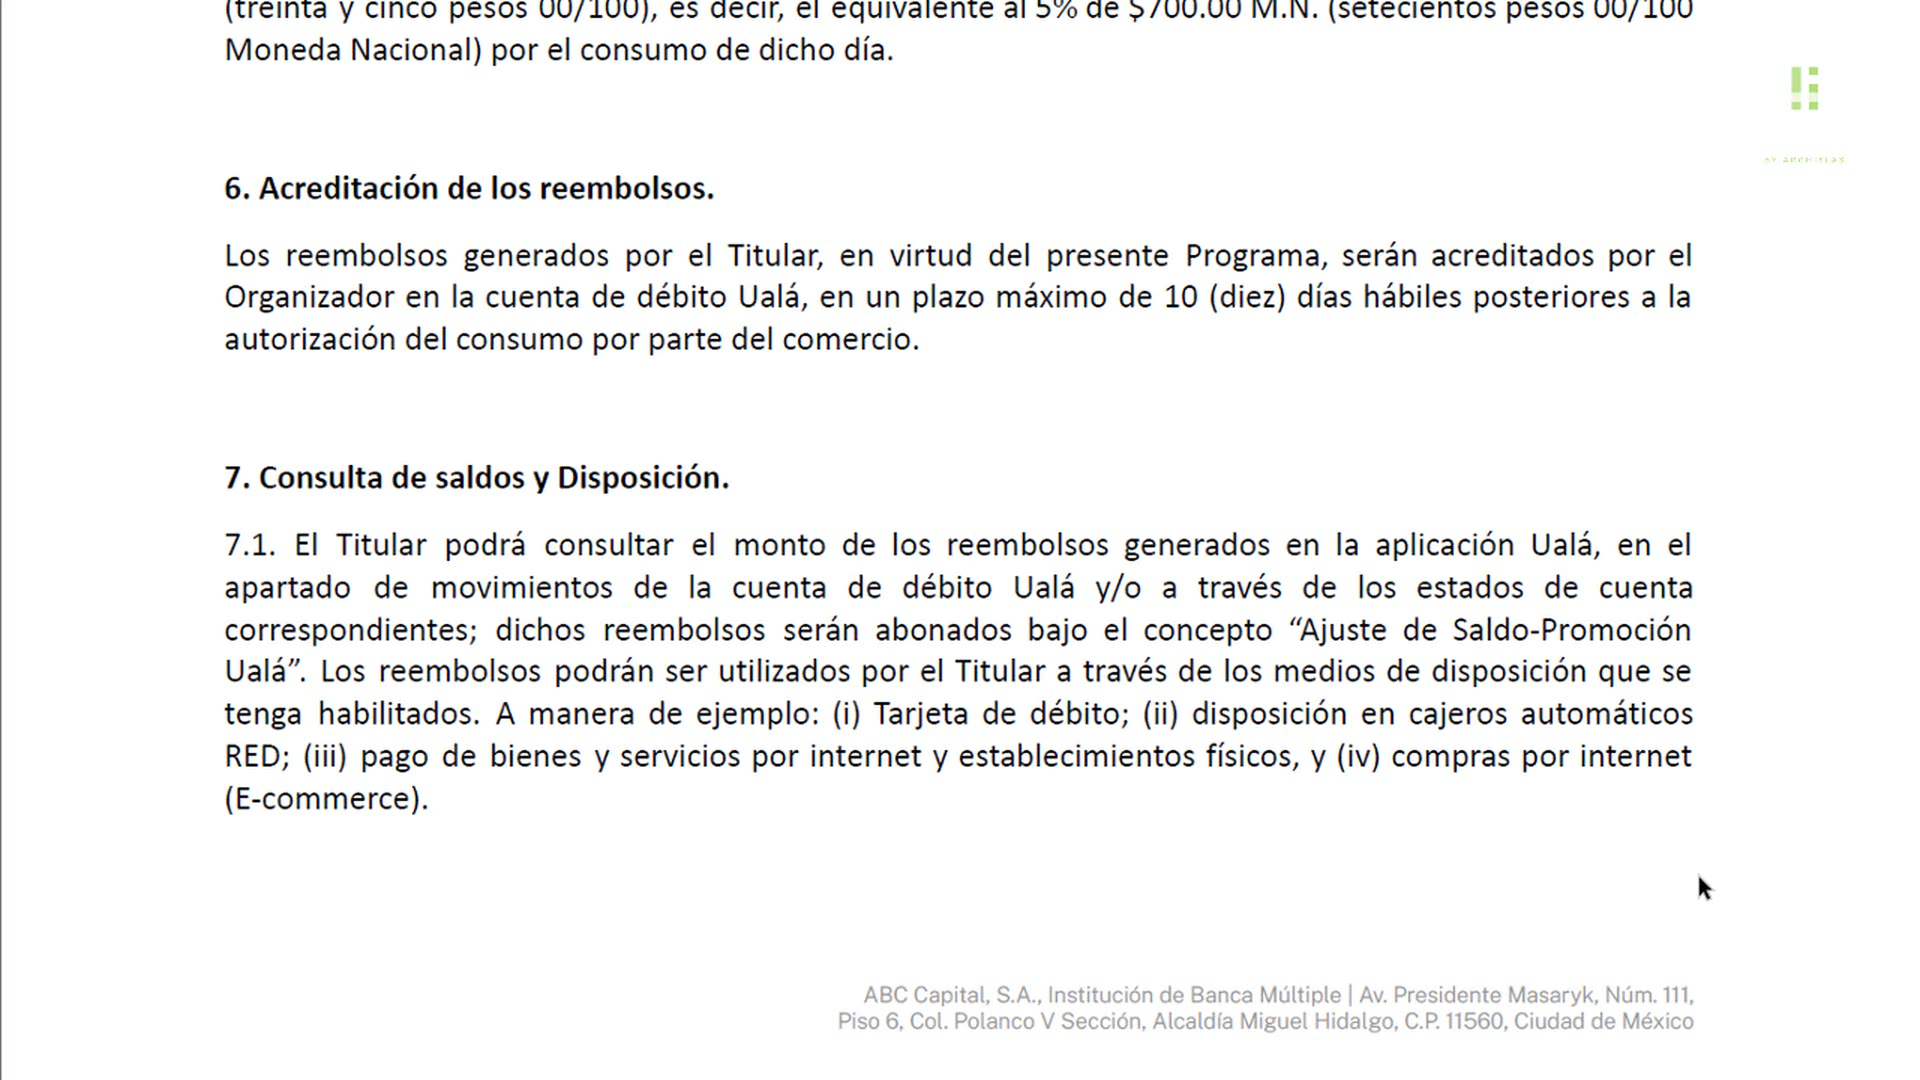 (treinta y cinco pesos 00/100), es decir, el equivalente al 5% de $700.00 M.N. (setecientos pesos 00/100
Moneda Nacional) por el consumo de dicho día.
6. Acreditación de los reembolsos.
Los reembolsos generados por el Titular, en virtud del presente Programa, serán acreditados por el
Organizador en la cuenta de débito Ualá, en un plazo máximo de 10 (diez) días hábiles posteriores a la
autorización del consumo por parte del comercio.
7. Consulta de saldos y Disposición.
7.1. El Titular podrá consultar el monto de los reembolsos generados en la aplicación Ualá, en el
apartado de movimientos de la cuenta de débito Ualá y/o a través de los estados de cuenta
correspondientes; dichos reembolsos serán abonados bajo el concepto “Ajuste de Saldo-Promoción
Ualá”. Los reembolsos podrán ser utilizados por el Titular a través de los medios de disposición que se
tenga habilitados. A manera de ejemplo: (i) Tarjeta de débito; (ii) disposición en cajeros automáticos
RED; (iii) pago de bienes y servicios por internet y establecimientos físicos, y (iv) compras por internet
(E-commerce).
ABC Capital, S.A., Institución de Banca Múltiple | Av. Presidente Masaryk, Núm. 111,
Piso 6, Col. Polanco V Sección, Alcaldía Miguel Hidalgo, C.P. 11560, Ciudad de México